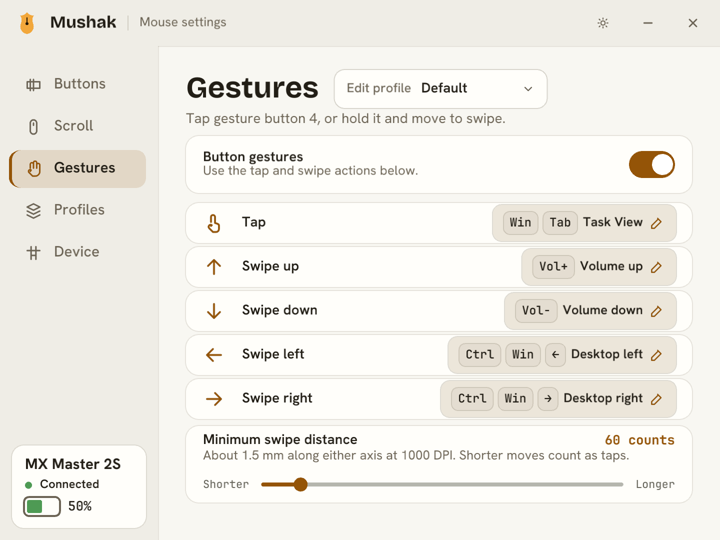 Mushak
Mouse settings
Buttons
Scroll
Gestures
Profiles
Device
MX Master 2S
Connected
50%
Gestures
Edit profile Default
Tap gesture button 4, or hold it and move to swipe.
Button gestures
Use the tap and swipe actions below.
Tap Win Tab Task View
Swipe up Vol+ Volume up
Swipe down Vol- Volume down
Swipe left Ctrl Win ← Desktop left
Swipe right Ctrl Win → Desktop right
Minimum swipe distance 60 counts
About 1.5 mm along either axis at 1000 DPI. Shorter moves count as taps.
Shorter Longer